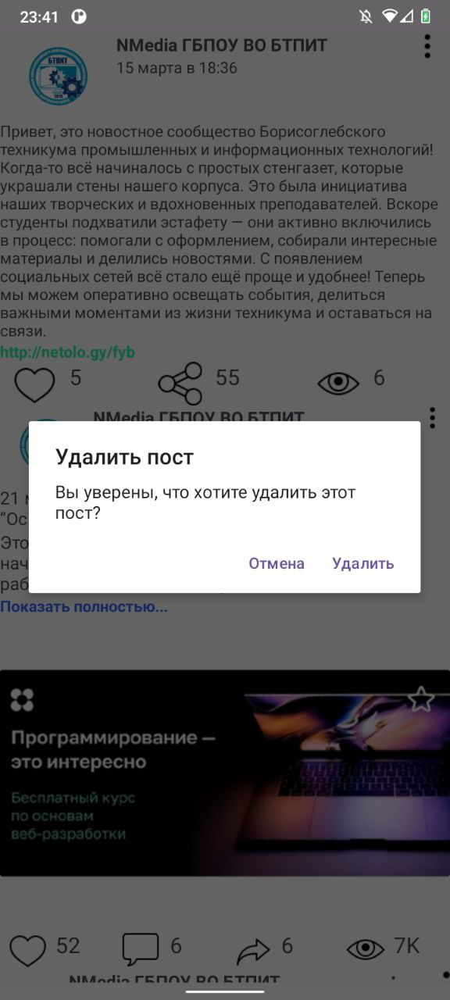 23:41
NMedia ГБПОУ ВО БТПИТ
15 марта в 18:36
БТПИТ
Привет, это новостное сообщество Борисоглебского
техникума промышленных и информационных технологий!
Когда-то всё начиналось с простых стенгазет, которые
украшали стены нашего корпуса. Это была инициатива
наших творческих и вдохновенных преподавателей. Вскоре
студенты подхватили эстафету — они активно включились
в процесс: помогали с оформлением, собирали интересные
материалы и делились новостями. С появлением
социальных сетей всё стало ещё проще и удобнее! Теперь
мы можем оперативно освещать события, делиться
важными моментами из жизни техникума и оставаться на
связи.
http://netolo.gy/fyb
5 55 6
NMedia ГБПОУ ВО БТПИТ
Удалить пост
Вы уверены, что хотите удалить этот
пост?
Отмена Удалить
21
“Ос
Это
нач
раб
Показать полностью...
Программирование —
это интересно
Бесплатный курс
по основам
веб-разработки
52 6 6 7K
NMedia ГБПОУ ВО БТПИТ